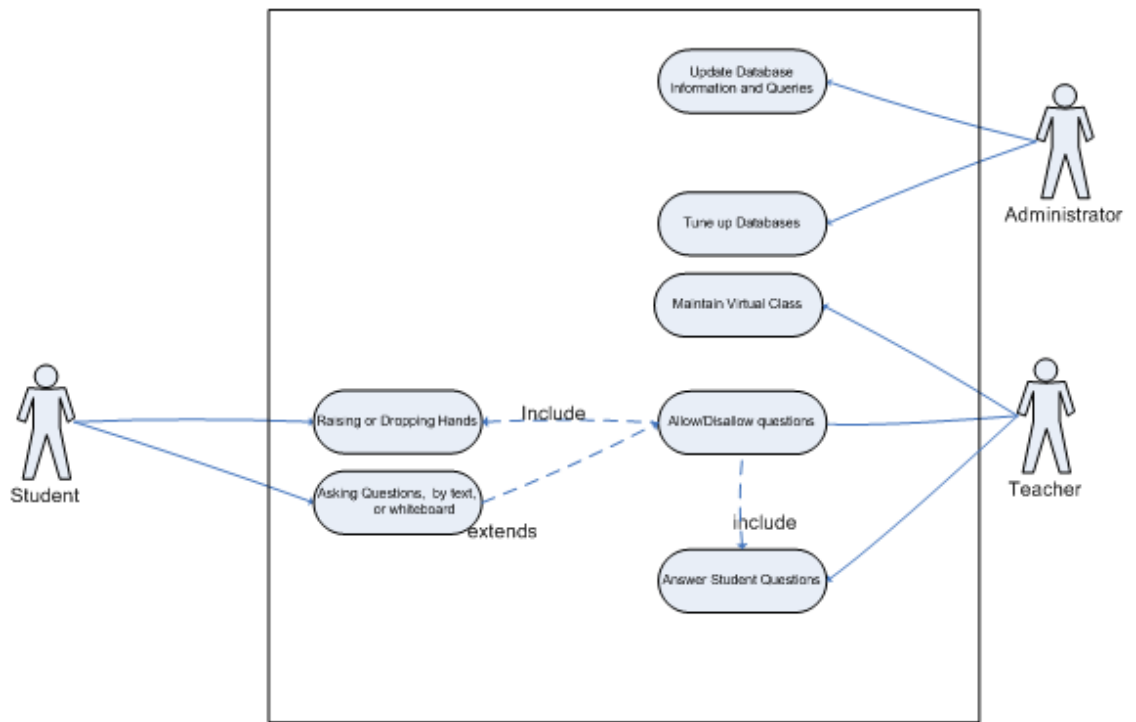 Update Database
Information and Queries
Administrator
Tune up Databases
Maintain Virtual Class
Raising or Dropping Hands
Include
Allow/Disallow questions
Student
Asking Questions, by text,
or whiteboard
extends
Teacher
include
Answer Student Questions